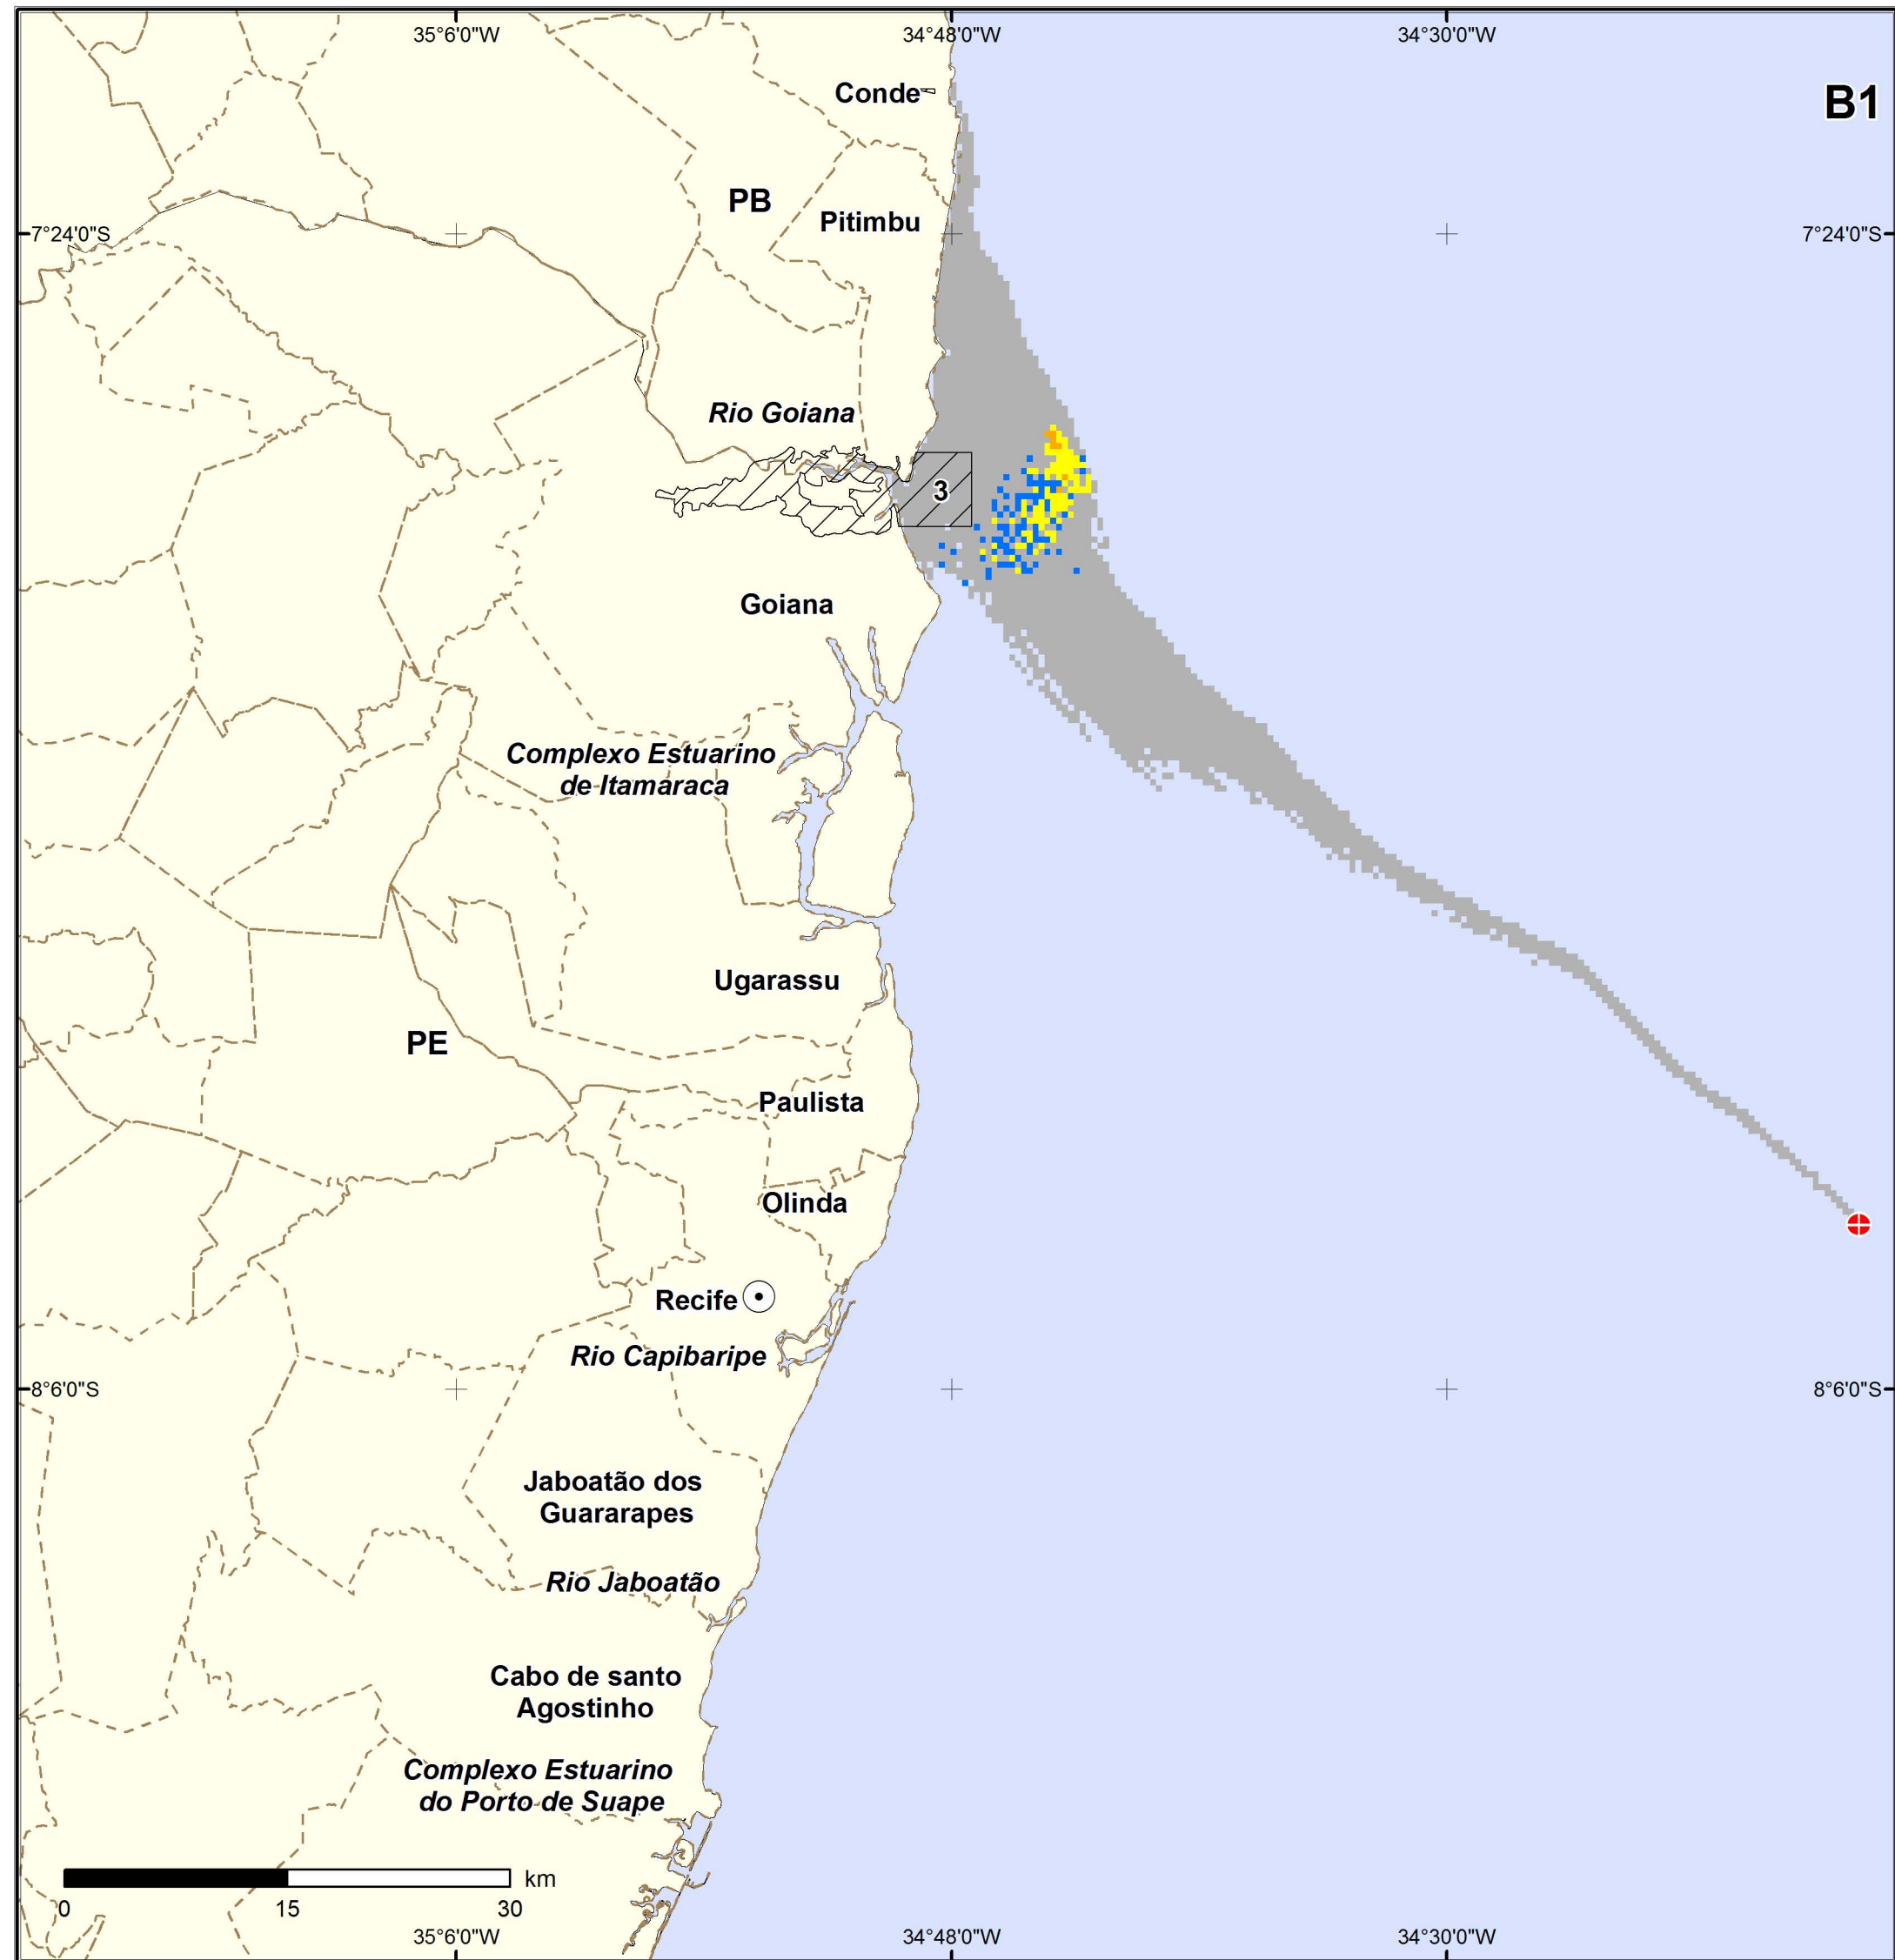 35°6'0"W 34°48'0"W 34°30'0"W
Conde
B1
PB
Pitimbu
7°24'0"S 7°24'0"S
Rio Goiana
3
Goiana
Complexo Estuarino
de Itamaraca
Ugarassu
PE
Paulista
Olinda
Recife
Rio Capibaripe
8°6'0"S 8°6'0"S
Jaboatão dos
Guararapes
Rio Jaboatão
Cabo de santo
Agostinho
Complexo Estuarino
do Porto de Suape
km
0 15 30
35°6'0"W 34°48'0"W 34°30'0"W